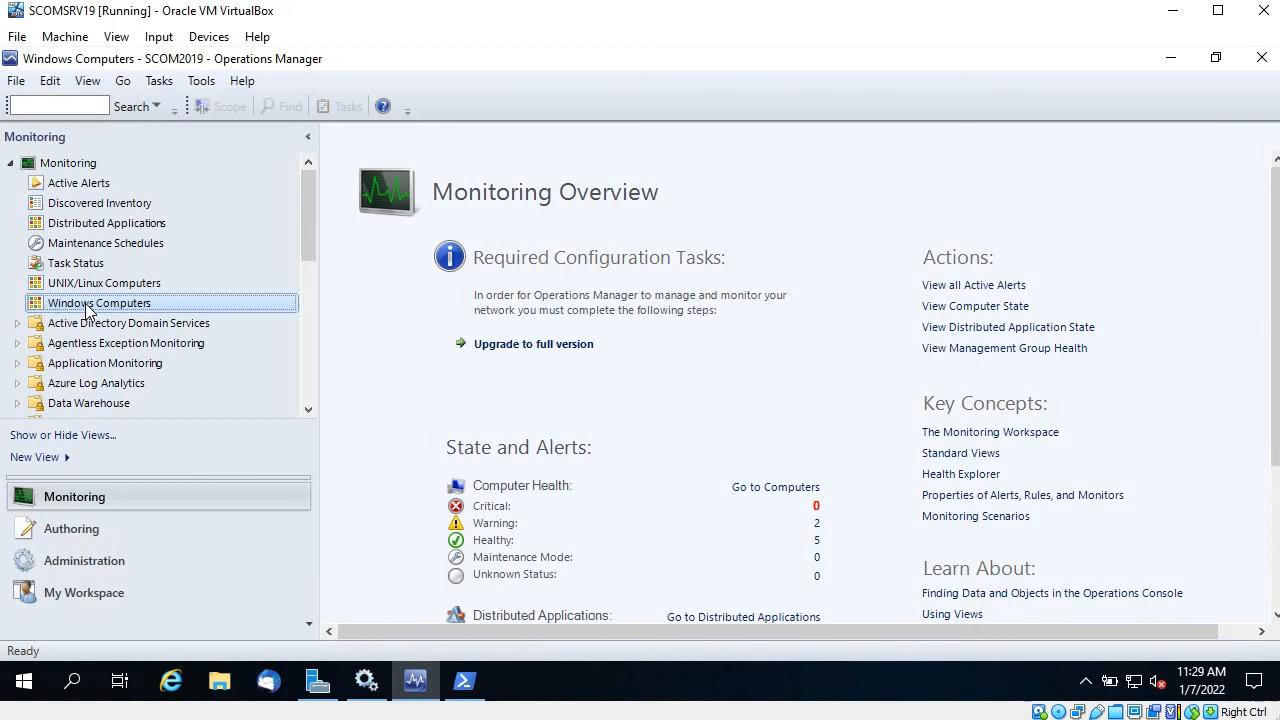 SCOMSRV19 [Running] - Oracle VM VirtualBox
File Machine View Input Devices Help
Windows Computers - SCOM2019 - Operations Manager
File Edit View Go Tasks Tools Help
Search Scope Find Tasks
Monitoring
Monitoring
Active Alerts
Discovered Inventory
Distributed Applications
Maintenance Schedules
Task Status
UNIX/Linux Computers
Windows Computers
Active Directory Domain Services
Agentless Exception Monitoring
Application Monitoring
Azure Log Analytics
Data Warehouse
Show or Hide Views...
New View
Monitoring
Authoring
Administration
My Workspace
Monitoring Overview
Required Configuration Tasks:
In order for Operations Manager to manage and monitor your
network you must complete the following steps:
Upgrade to full version
State and Alerts:
Computer Health: Go to Computers
Critical: 0
Warning: 2
Healthy: 5
Maintenance Mode: 0
Unknown Status: 0
Distributed Applications: Go to Distributed Applications
Actions:
View all Active Alerts
View Computer State
View Distributed Application State
View Management Group Health
Key Concepts:
The Monitoring Workspace
Standard Views
Health Explorer
Properties of Alerts, Rules, and Monitors
Monitoring Scenarios
Learn About:
Finding Data and Objects in the Operations Console
Using Views
Ready
11:29 AM
1/7/2022
Right Ctrl